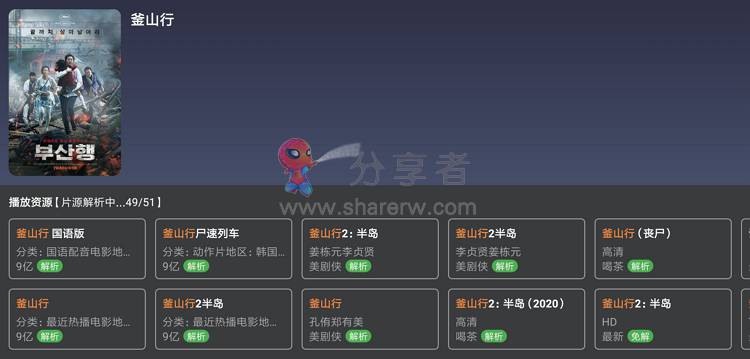 釜山行
끝까지 살아남아라
부산행
分享者
www.sharerw.com
播放资源【片源解析中...49/51】
釜山行 国语版
分类：国语配音电影地...
9亿 解析
釜山行尸速列车
分类：动作片地区：韩国...
9亿 解析
釜山行2：半岛
姜栋元李贞贤
美剧侠 解析
釜山行2半岛
李贞贤姜栋元
美剧侠 解析
釜山行（丧尸）
高清
喝茶 解析
釜山行
分类：最近热播电影地...
9亿 解析
釜山行2半岛
分类：最近热播电影地...
9亿 解析
釜山行
孔侑郑有美
美剧侠 解析
釜山行2：半岛（2020）
高清
喝茶 解析
釜山行2：半岛
HD
最新 免解